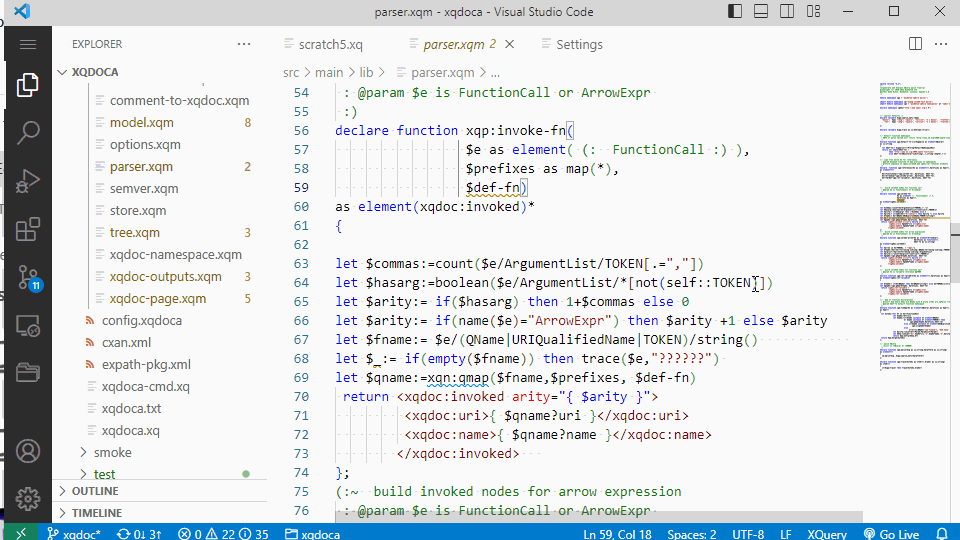 parser.xqm - xqdoca - Visual Studio Code
EXPLORER
scratch5.xq
parser.xqm 2
Settings
XQDOCA
src > main > lib > parser.xqm > ...
comment-to-xqdoc.xqm
model.xqm 8
options.xqm
parser.xqm 2
semver.xqm
store.xqm
tree.xqm 3
xqdoc-namespace.xqm
xqdoc-outputs.xqm 3
xqdoc-page.xqm 5
config.xqdoca
cxan.xml
expath-pkg.xml
xqdoca-cmd.xq
xqdoca.txt
xqdoca.xq
smoke
test
OUTLINE
TIMELINE
11
54 : @param $e is FunctionCall or ArrowExpr
55 :)
56 declare function xqp:invoke-fn(
57 $e as element( (: FunctionCall :) ),
58 $prefixes as map(*),
59 $def-fn)
60 as element(xqdoc:invoked)*
61 {
62
63 let $commas:=count($e/ArgumentList/TOKEN[.=","])
64 let $hasarg:=boolean($e/ArgumentList/*[not(self::TOKEN)])
65 let $arity:= if($hasarg) then 1+$commas else 0
66 let $arity:= if(name($e)="ArrowExpr") then $arity +1 else $arity
67 let $fname:= $e/(QName|URIQualifiedName|TOKEN)/string()
68 let $_:= if(empty($fname)) then trace($e,"??????")
69 let $qname:=xqn:qmap($fname,$prefixes, $def-fn)
70 return <xqdoc:invoked arity="{ $arity }">
71 <xqdoc:uri>{ $qname?uri }</xqdoc:uri>
72 <xqdoc:name>{ $qname?name }</xqdoc:name>
73 </xqdoc:invoked>
74 };
75 (:~ build invoked nodes for arrow expression
76 : @param $e is FunctionCall or ArrowExpr
xqdoc* 0↓ 3↑ 0 22 35 xqdoca Ln 59, Col 18 Spaces: 2 UTF-8 LF XQuery Go Live